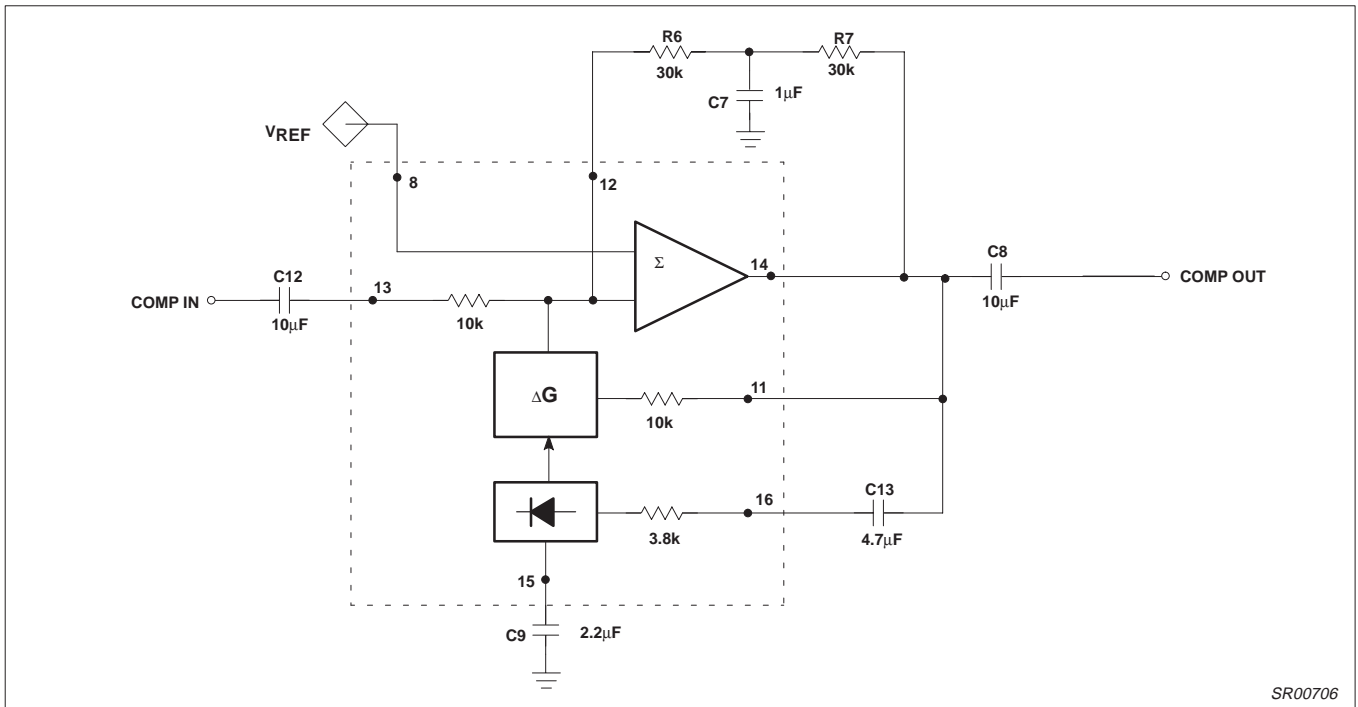 R6
30k
R7
30k
C7
1μF
VREF
8
12
Σ
14
C8
10μF
COMP OUT
COMP IN
C12
10μF
13
10k
ΔG
10k
11
3.8k
16
C13
4.7μF
15
C9
2.2μF
SR00706